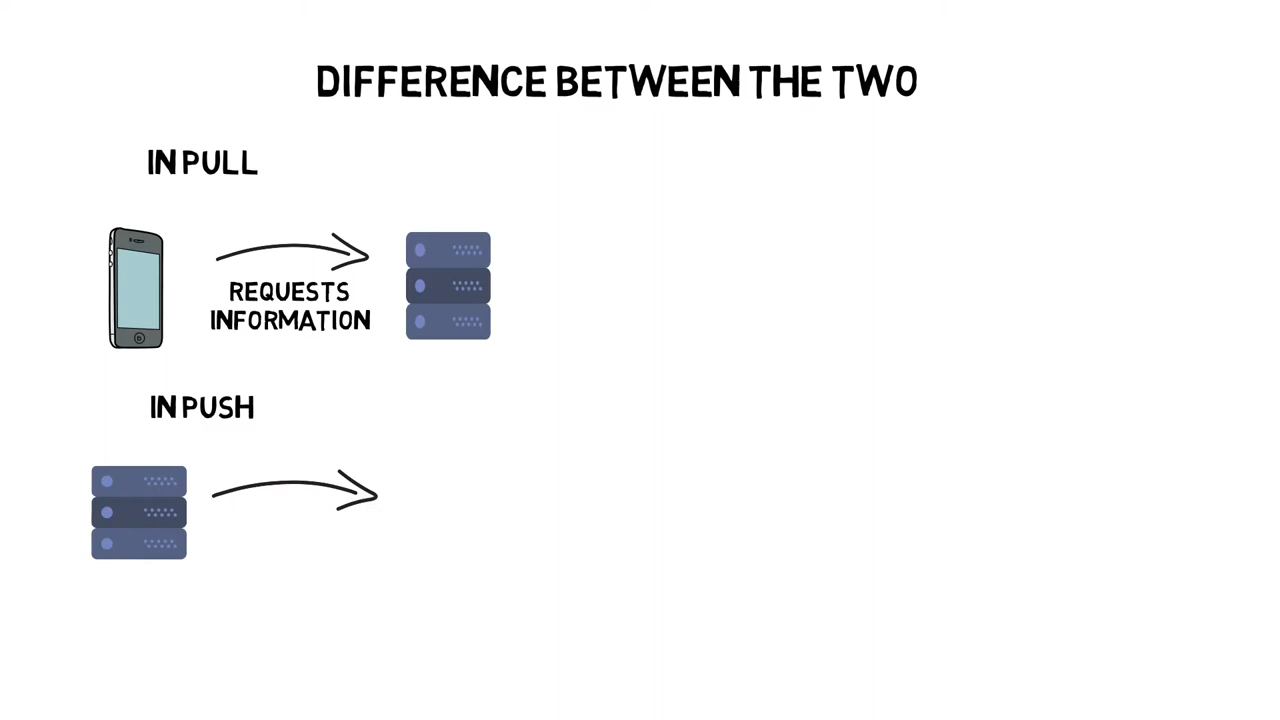 DIFFERENCE BETWEEN THE TWO
IN PULL
REQUESTS
INFORMATION
IN PUSH